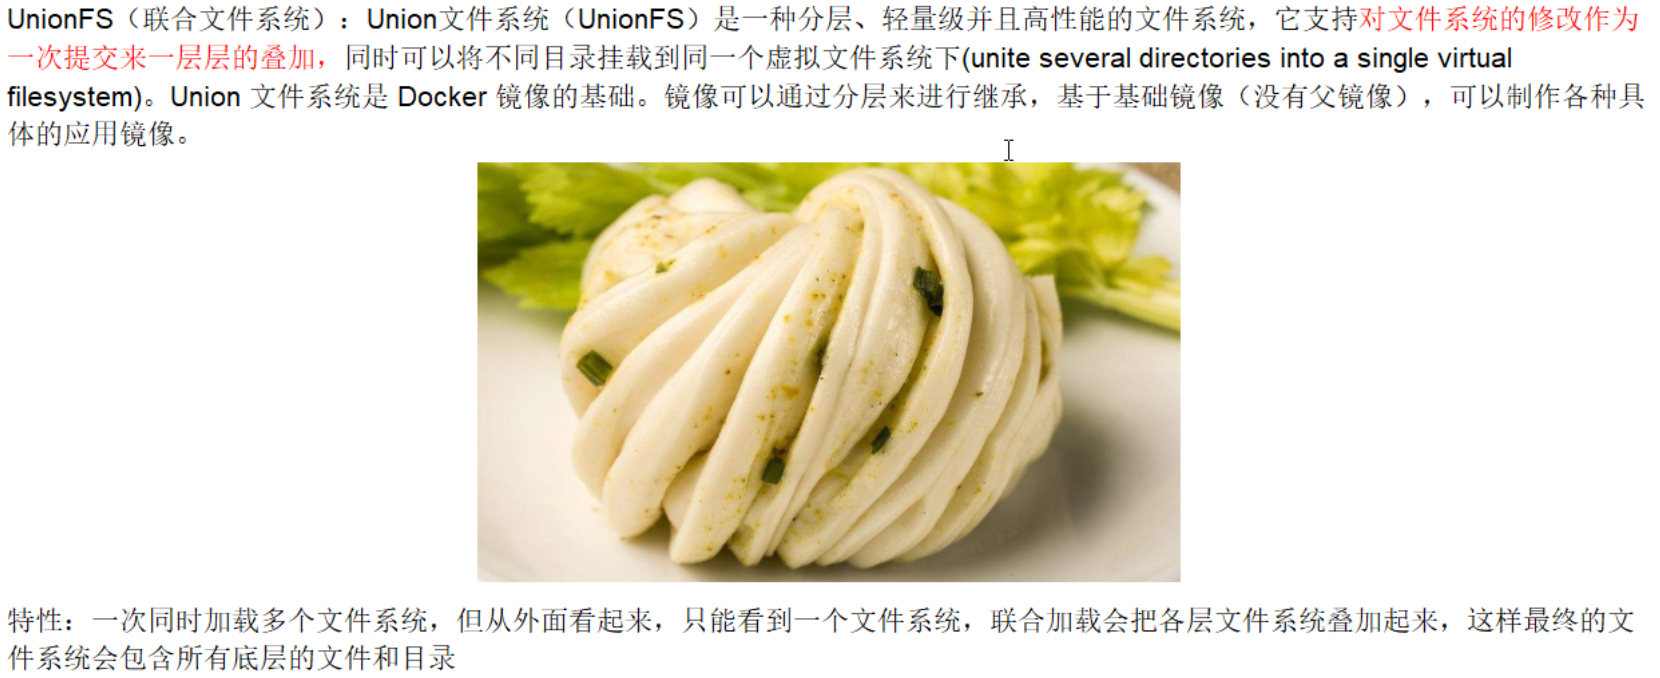 UnionFS（联合文件系统）：Union文件系统（UnionFS）是一种分层、轻量级并且高性能的文件系统，它支持对文件系统的修改作为
一次提交来一层层的叠加，同时可以将不同目录挂载到同一个虚拟文件系统下(unite several directories into a single virtual
filesystem)。Union 文件系统是 Docker 镜像的基础。镜像可以通过分层来进行继承，基于基础镜像（没有父镜像），可以制作各种具
体的应用镜像。
特性：一次同时加载多个文件系统，但从外面看起来，只能看到一个文件系统，联合加载会把各层文件系统叠加起来，这样最终的文
件系统会包含所有底层的文件和目录